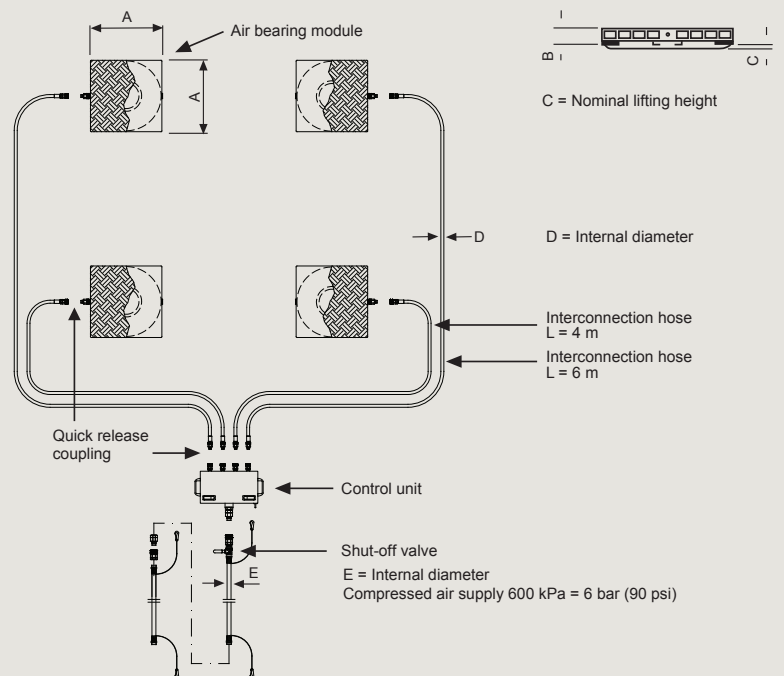 A
Air bearing module
A
B
C
C = Nominal lifting height
D
D = Internal diameter
Interconnection hose
L = 4 m
Interconnection hose
L = 6 m
Quick release
coupling
Control unit
Shut-off valve
E
E = Internal diameter
Compressed air supply 600 kPa = 6 bar (90 psi)